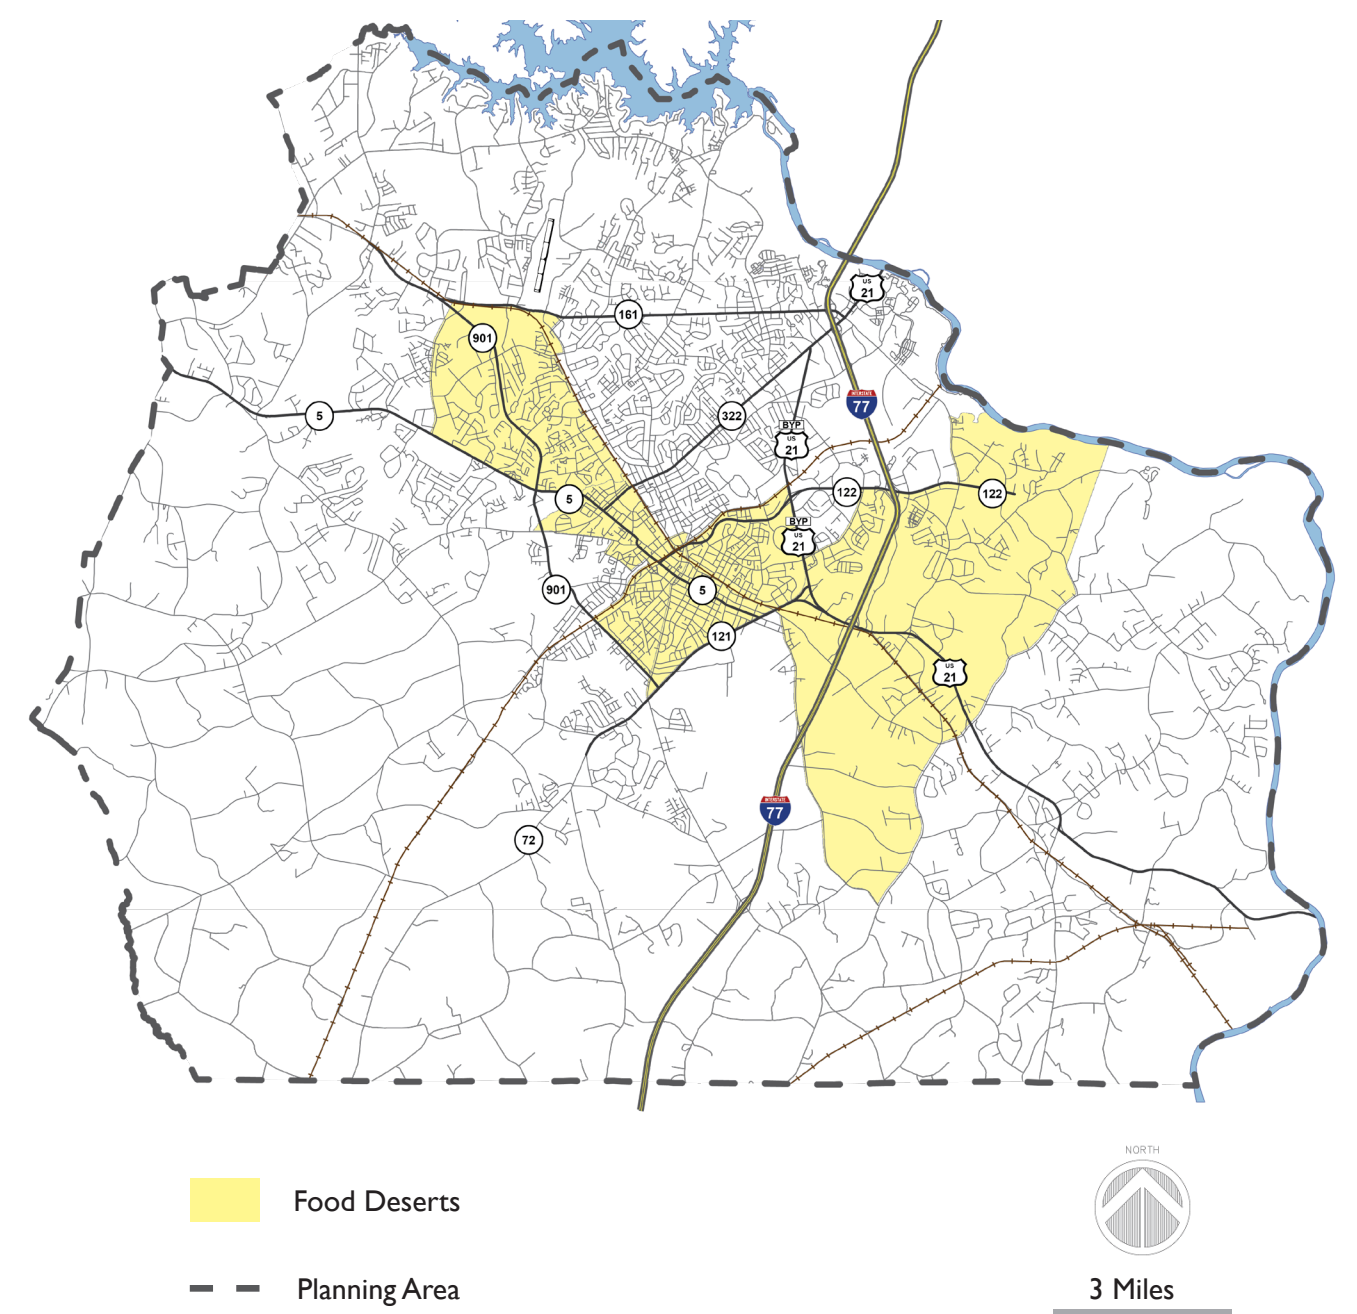 US
21
161
901
322
INTERSTATE
77
5
BYP
US
21
5
122
122
BYP
US
21
901
5
121
US
21
INTERSTATE
77
72
NORTH
Food Deserts
Planning Area
3 Miles